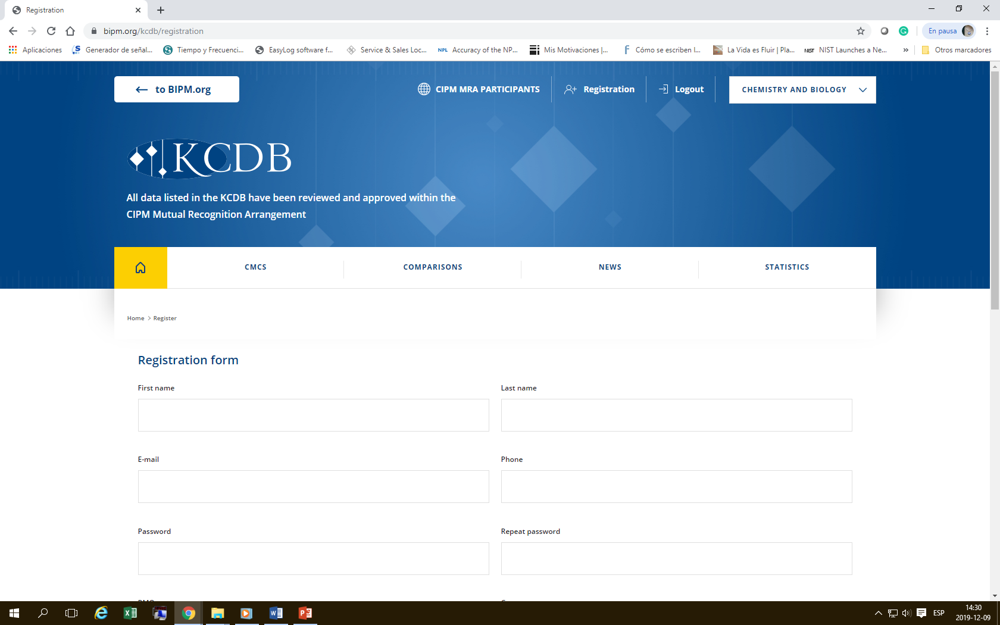 Registration
bipm.org/kcdb/registration
En pausa
Aplicaciones
Generador de señal...
Tiempo y Frecuenci...
EasyLog software f...
Service & Sales Loc...
NPL Accuracy of the NP...
Mis Motivaciones |...
Cómo se escriben l...
La Vida es Fluir | Pla...
NIST NIST Launches a Ne...
»
Otros marcadores
to BIPM.org
CIPM MRA PARTICIPANTS
Registration
Logout
CHEMISTRY AND BIOLOGY
KCDB
All data listed in the KCDB have been reviewed and approved within the
CIPM Mutual Recognition Arrangement
CMCS
COMPARISONS
NEWS
STATISTICS
Home > Register
Registration form
First name
Last name
E-mail
Phone
Password
Repeat password
ESP
14:30
2019-12-09